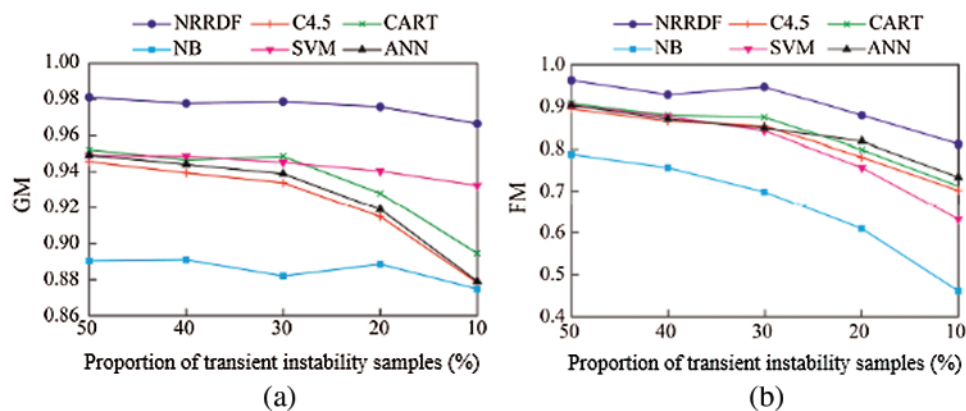 NRRDF C4.5 CART
NB SVM ANN
GM
1.00
0.98
0.96
0.94
0.92
0.90
0.88
0.86
50 40 30 20 10
Proportion of transient instability samples (%)
(a)
NRRDF C4.5 CART
NB SVM ANN
FM
1.0
0.9
0.8
0.7
0.6
0.5
0.4
50 40 30 20 10
Proportion of transient instability samples (%)
(b)